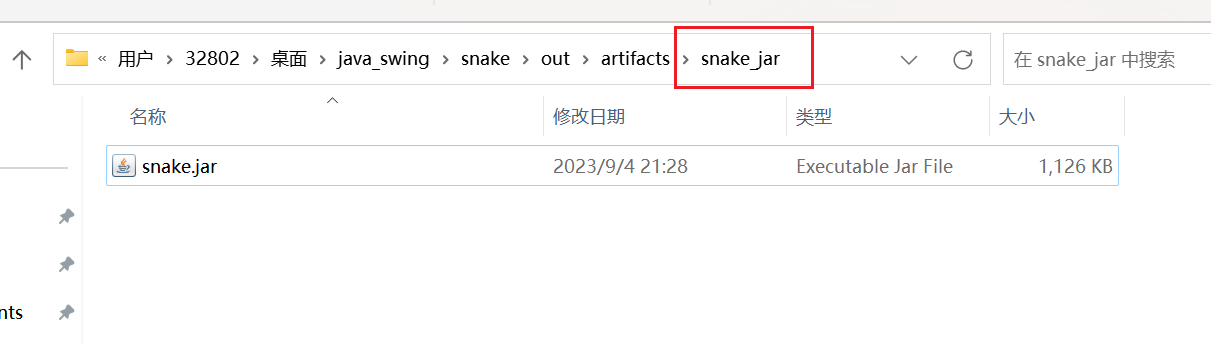 « 用户 › 32802 › 桌面 › java_swing › snake › out › artifacts › snake_jar
在 snake_jar 中搜索
名称 修改日期 类型 大小
snake.jar 2023/9/4 21:28 Executable Jar File 1,126 KB
nts